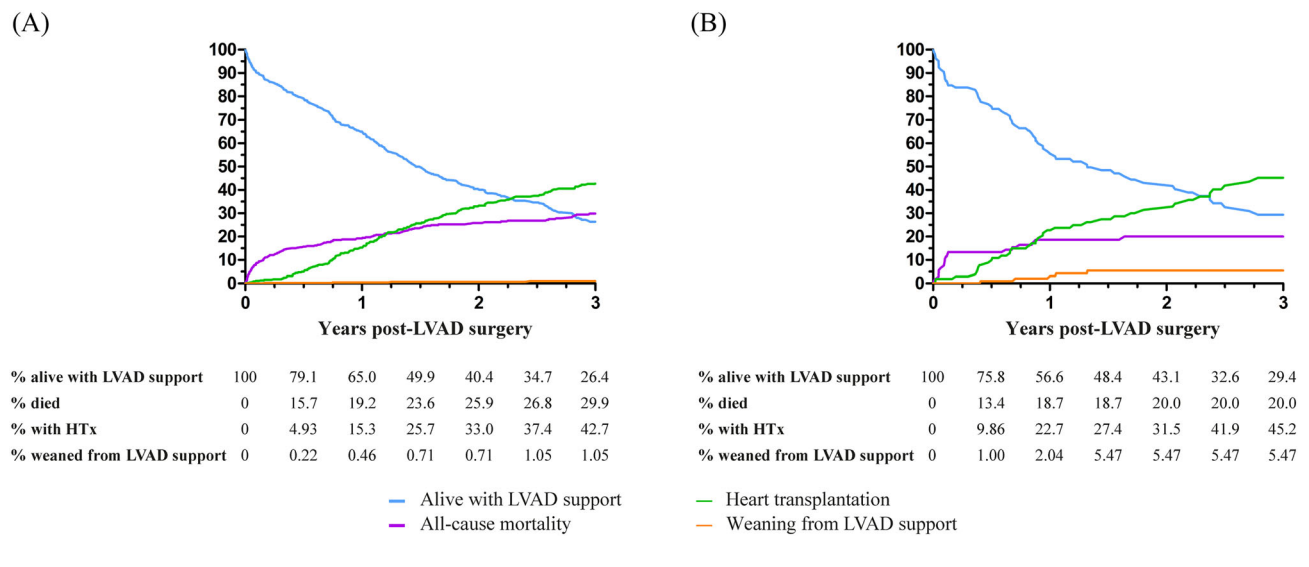 (A)
(B)
100
90
80
70
60
50
40
30
20
10
0
0 1 2 3
Years post-LVAD surgery
100
90
80
70
60
50
40
30
20
10
0
0 1 2 3
Years post-LVAD surgery
% alive with LVAD support 100 79.1 65.0 49.9 40.4 34.7 26.4
% died 0 15.7 19.2 23.6 25.9 26.8 29.9
% with HTx 0 4.93 15.3 25.7 33.0 37.4 42.7
% weaned from LVAD support 0 0.22 0.46 0.71 0.71 1.05 1.05
% alive with LVAD support 100 75.8 56.6 48.4 43.1 32.6 29.4
% died 0 13.4 18.7 18.7 20.0 20.0 20.0
% with HTx 0 9.86 22.7 27.4 31.5 41.9 45.2
% weaned from LVAD support 0 1.00 2.04 5.47 5.47 5.47 5.47
Alive with LVAD support
All-cause mortality
Heart transplantation
Weaning from LVAD support